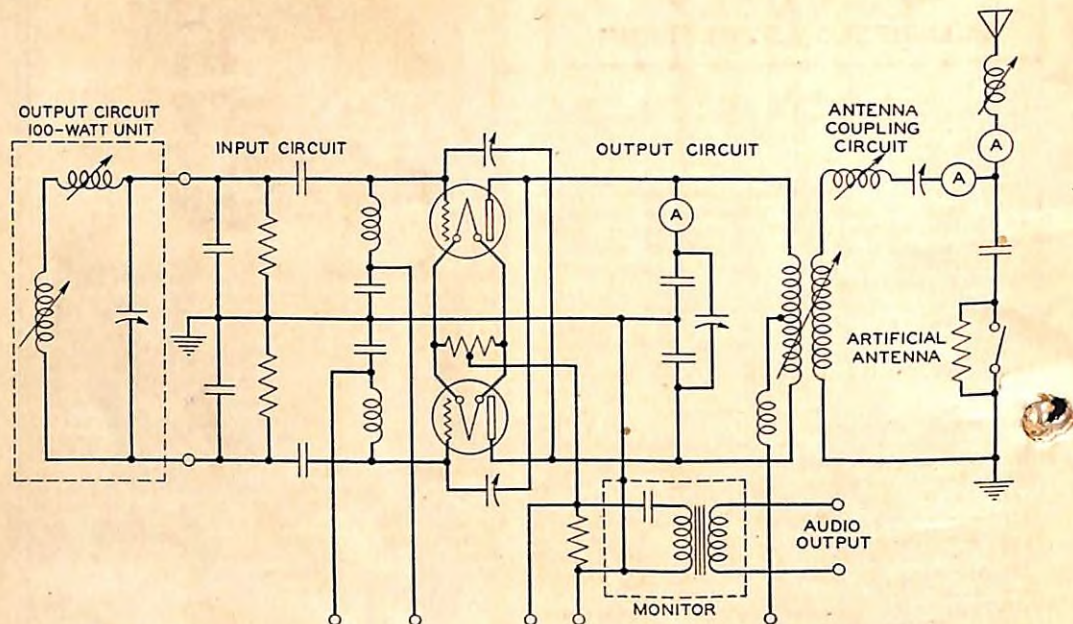 OUTPUT CIRCUIT
100-WATT UNIT
INPUT CIRCUIT
OUTPUT CIRCUIT
ANTENNA
COUPLING
CIRCUIT
A
A
A
ARTIFICIAL
ANTENNA
AUDIO
OUTPUT
MONITOR